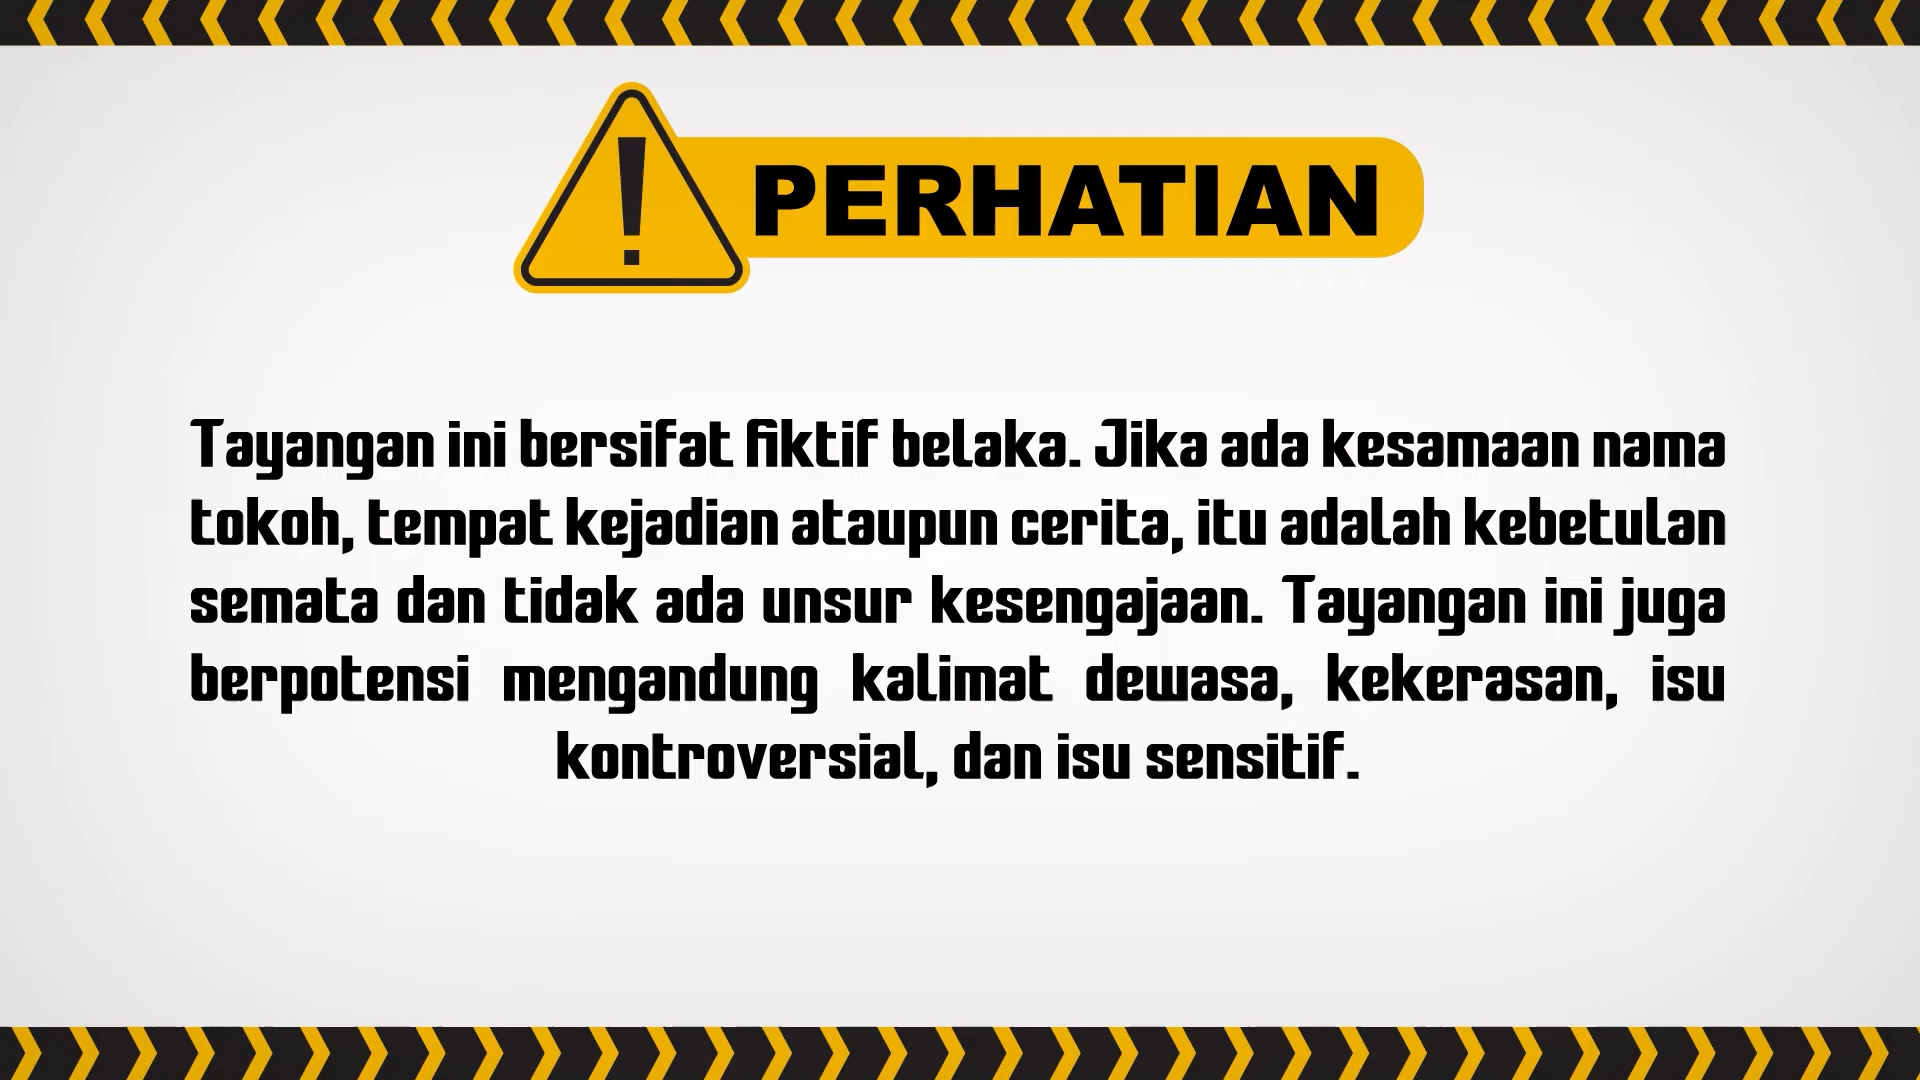 PERHATIAN
Tayangan ini bersifat fiktif belaka. Jika ada kesamaan nama
tokoh, tempat kejadian ataupun cerita, itu adalah kebetulan
semata dan tidak ada unsur kesengajaan. Tayangan ini juga
berpotensi mengandung kalimat dewasa, kekerasan, isu
kontroversial, dan isu sensitif.